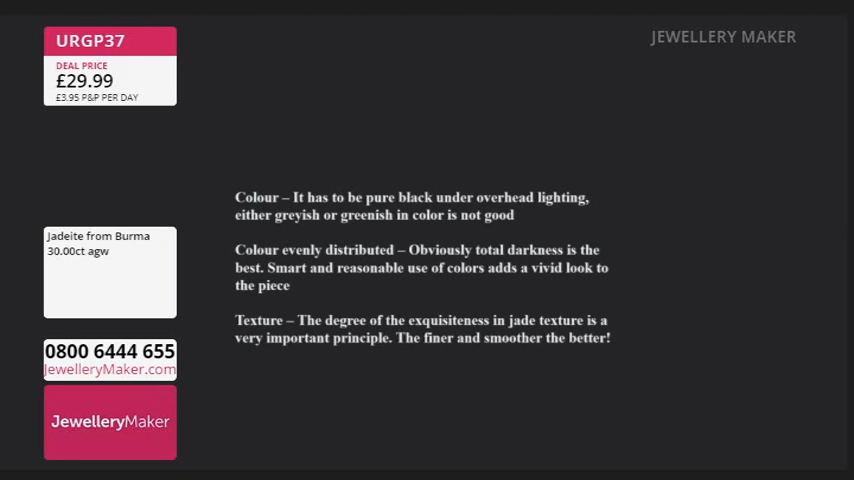 URGP37
DEAL PRICE
£29.99
£3.95 P&P PER DAY
JEWELLERY MAKER
Colour – It has to be pure black under overhead lighting,
either greyish or greenish in color is not good
Colour evenly distributed – Obviously total darkness is the
best. Smart and reasonable use of colors adds a vivid look to
the piece
Texture – The degree of the exquisiteness in jade texture is a
very important principle. The finer and smoother the better!
Jadeite from Burma
30.00ct agw
0800 6444 655
JewelleryMaker.com
JewelleryMaker